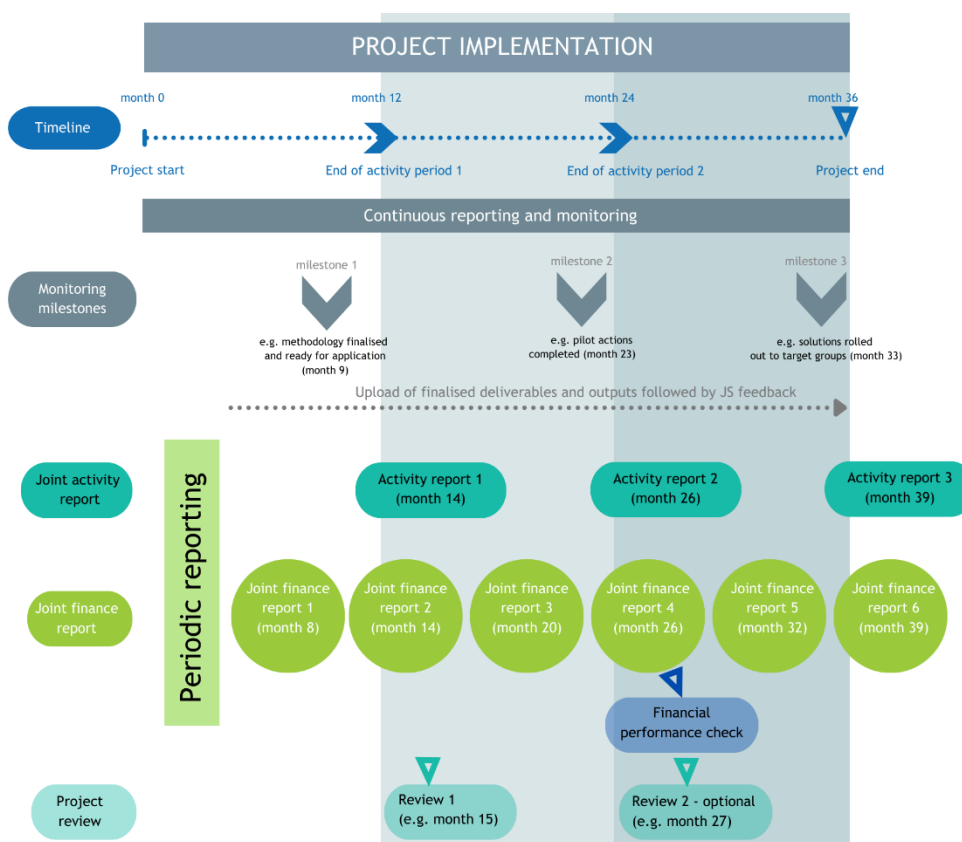 PROJECT IMPLEMENTATION
month 0
month 12
month 24
month 36
Timeline
Project start
End of activity period 1
End of activity period 2
Project end
Continuous reporting and monitoring
Monitoring
milestones
milestone 1
e.g. methodology finalised
and ready for application
(month 9)
milestone 2
e.g. pilot actions
completed (month 23)
milestone 3
e.g. solutions rolled
out to target groups (month 33)
Upload of finalised deliverables and outputs followed by JS feedback
Periodic reporting
Joint activity
report
Activity report 1
(month 14)
Activity report 2
(month 26)
Activity report 3
(month 39)
Joint finance
report
Joint finance
report 1
(month 8)
Joint finance
report 2
(month 14)
Joint finance
report 3
(month 20)
Joint finance
report 4
(month 26)
Joint finance
report 5
(month 32)
Joint finance
report 6
(month 39)
Financial
performance check
Project
review
Review 1
(e.g. month 15)
Review 2 - optional
(e.g. month 27)